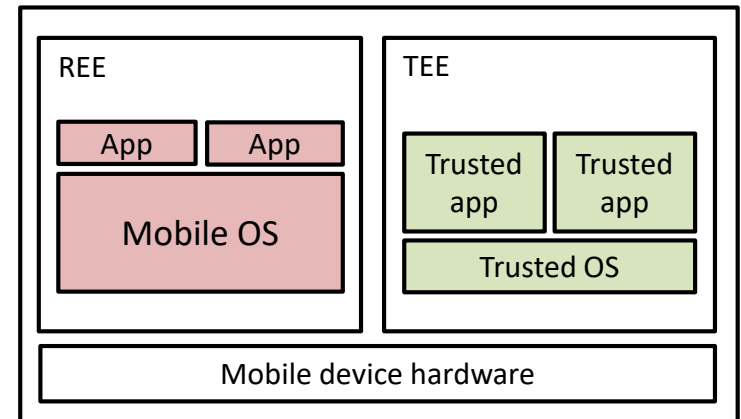 REE
App
App
Mobile OS
TEE
Trusted
app
Trusted
app
Trusted OS
Mobile device hardware